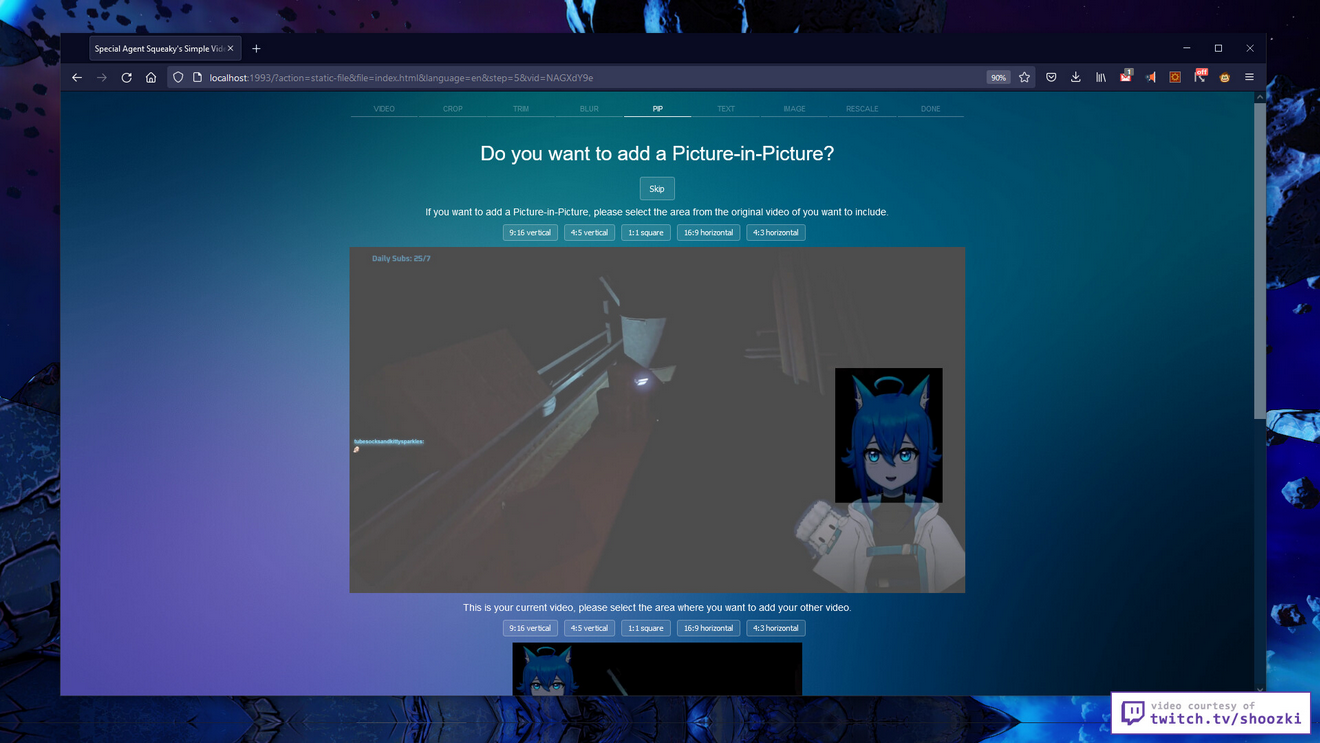 Special Agent Squeaky's Simple Vid
localhost:1993/?action=static-file&file=index.html&language=en&step=5&vid=NAGXdY9e
90%
1
off
VIDEO CROP TRIM BLUR PIP TEXT IMAGE RESCALE DONE
Do you want to add a Picture-in-Picture?
Skip
If you want to add a Picture-in-Picture, please select the area from the original video of you want to include.
9:16 vertical 4:5 vertical 1:1 square 16:9 horizontal 4:3 horizontal
Daily Subs: 25/7
tubesocksandkittysparkles:
This is your current video, please select the area where you want to add your other video.
9:16 vertical 4:5 vertical 1:1 square 16:9 horizontal 4:3 horizontal
video courtesy of
twitch.tv/shoozki